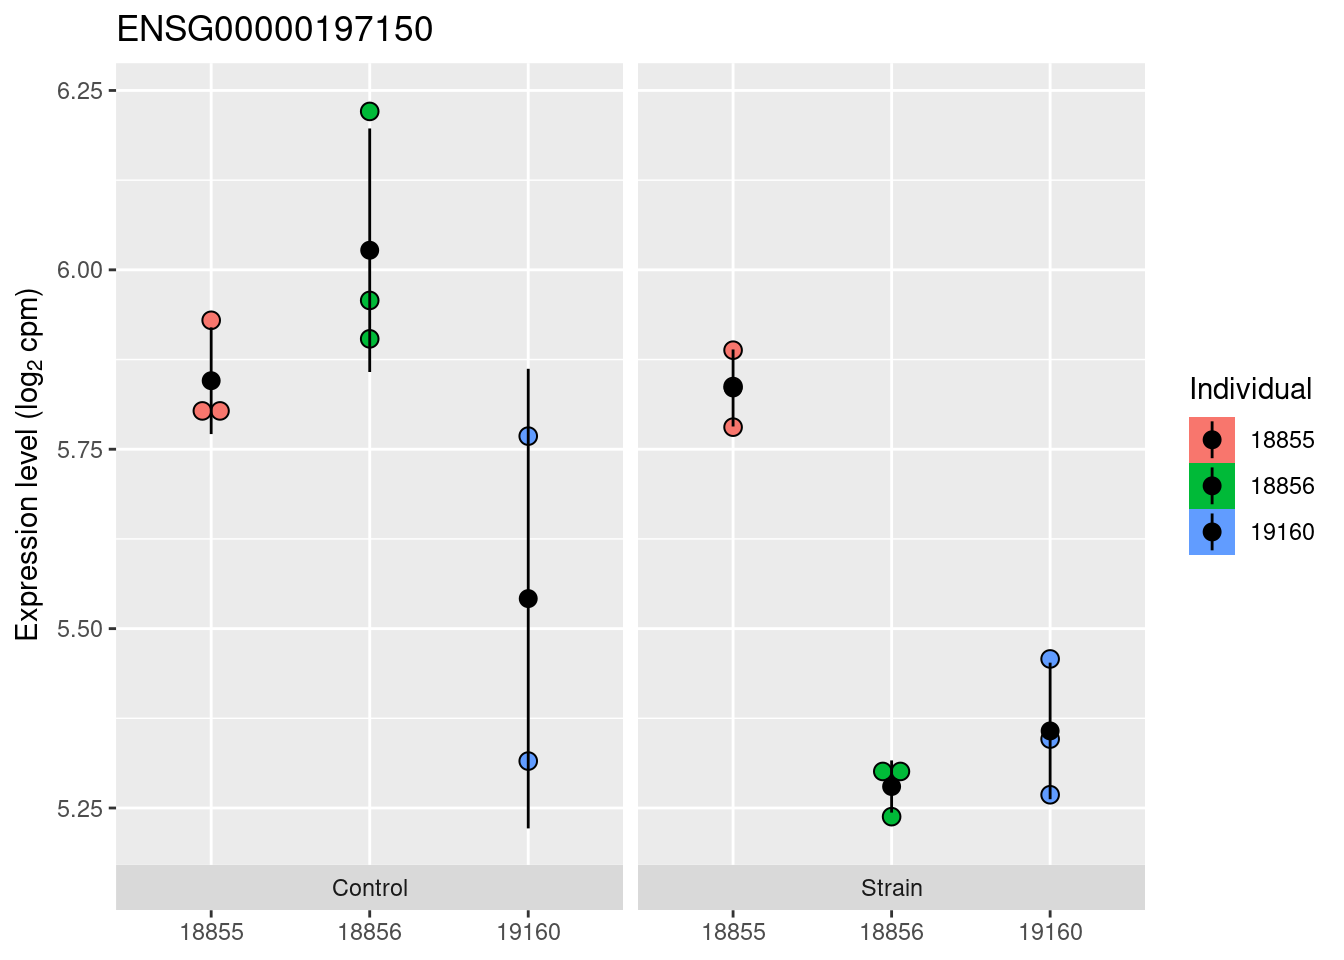 ENSG00000197150
Expression level (log₂ cpm)
6.25
6.00
5.75
5.50
5.25
Control
Strain
18855
18856
19160
18855
18856
19160
Individual
18855
18856
19160